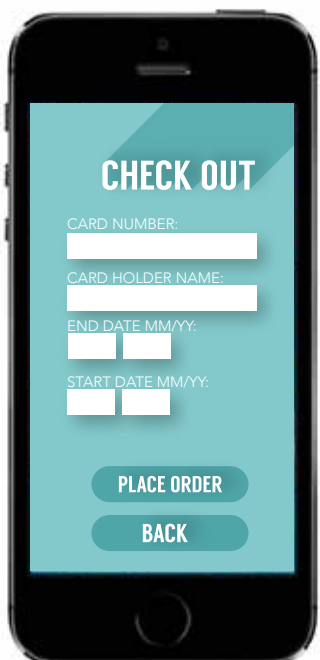 CHECK OUT
CARD NUMBER:
CARD HOLDER NAME:
END DATE MM/YY:
START DATE MM/YY:
PLACE ORDER
BACK